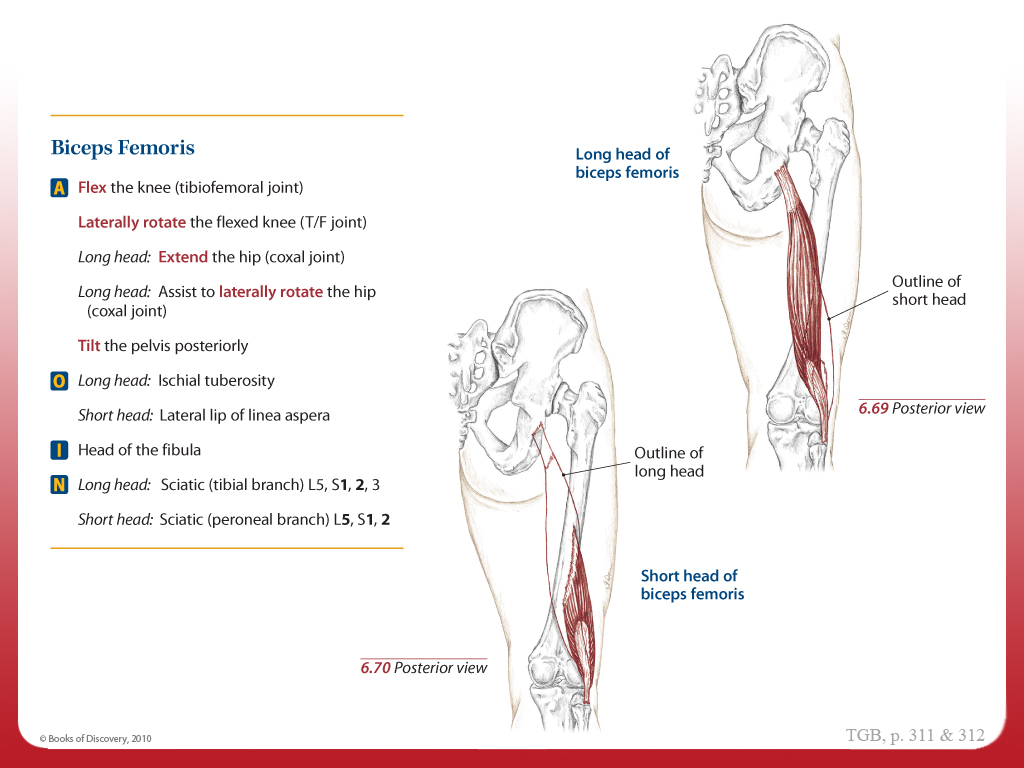 Biceps Femoris
A Flex the knee (tibiofemoral joint)
Laterally rotate the flexed knee (T/F joint)
Long head: Extend the hip (coxal joint)
Long head: Assist to laterally rotate the hip
(coxal joint)
Tilt the pelvis posteriorly
O Long head: Ischial tuberosity
Short head: Lateral lip of linea aspera
I Head of the fibula
N Long head: Sciatic (tibial branch) L5, S1, 2, 3
Short head: Sciatic (peroneal branch) L5, S1, 2
Long head of
biceps femoris
Outline of
short head
6.69 Posterior view
Outline of
long head
Short head of
biceps femoris
6.70 Posterior view
© Books of Discovery, 2010
TGB, p. 311 & 312